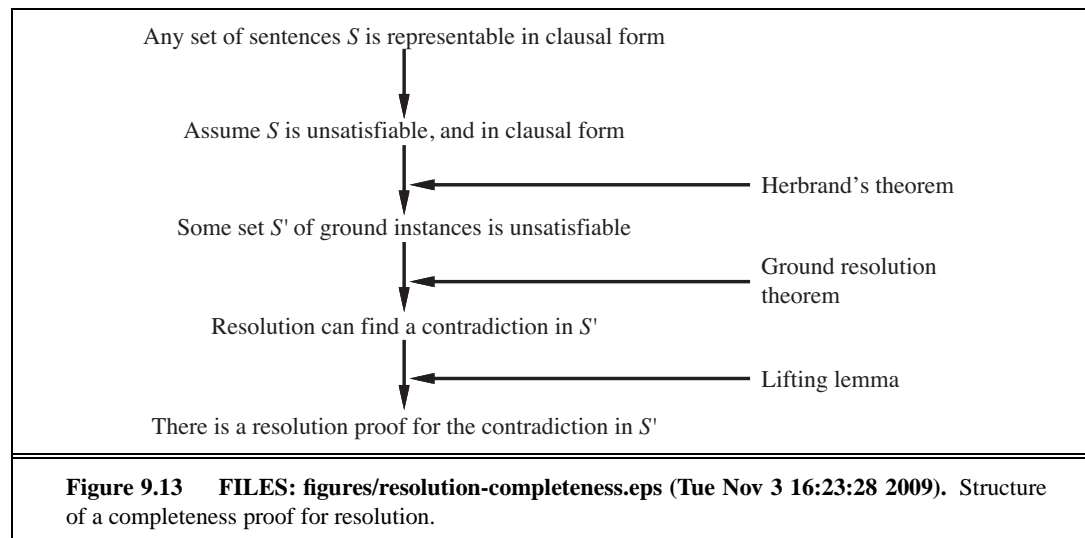 Any set of sentences S is representable in clausal form
Assume S is unsatisfiable, and in clausal form
Herbrand's theorem
Some set S' of ground instances is unsatisfiable
Ground resolution
theorem
Resolution can find a contradiction in S'
Lifting lemma
There is a resolution proof for the contradiction in S'
Figure 9.13 FILES: figures/resolution-completeness.eps (Tue Nov 3 16:23:28 2009). Structure
of a completeness proof for resolution.